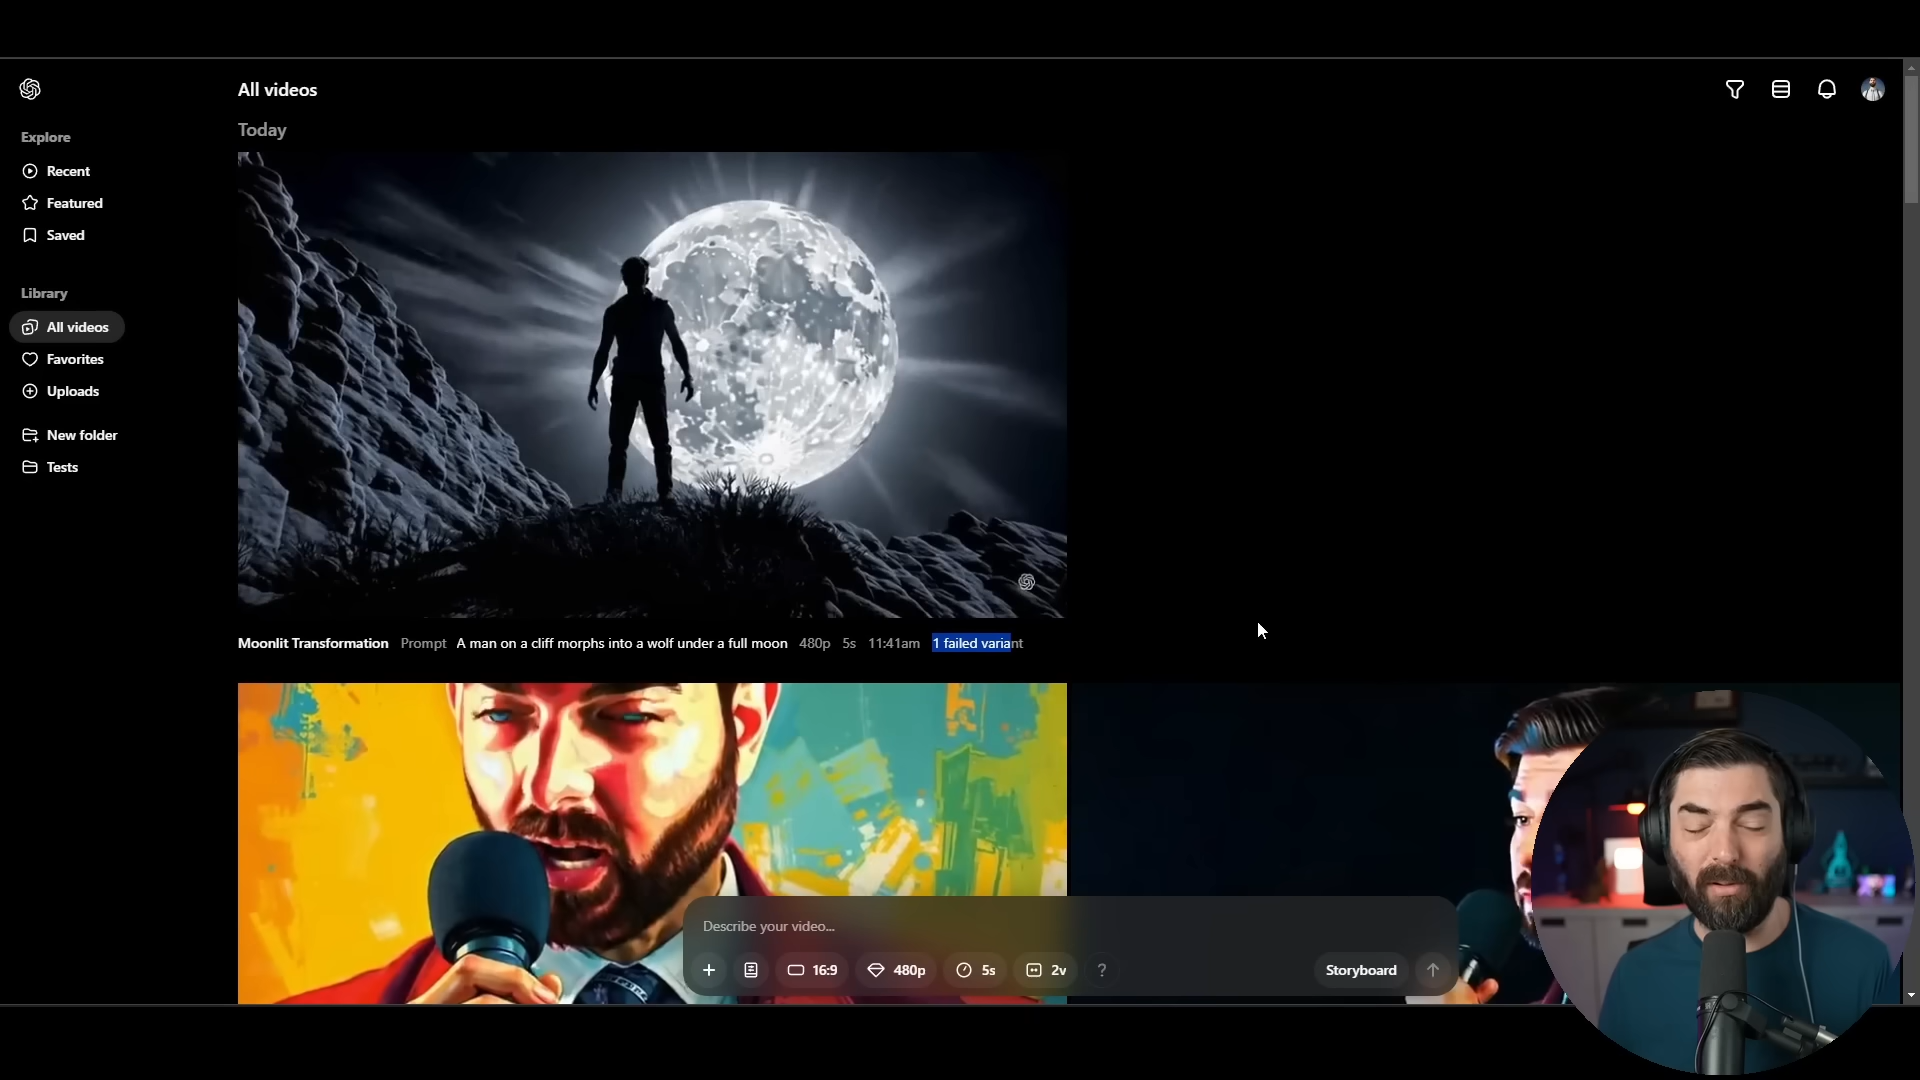 All videos
Today
Explore
Recent
Featured
Saved
Library
All videos
Favorites
Uploads
New folder
Tests
Moonlit Transformation Prompt A man on a cliff morphs into a wolf under a full moon 480p 5s 11:41am 1 failed variant
Describe your video...
16:9 480p 5s 2v ? Storyboard